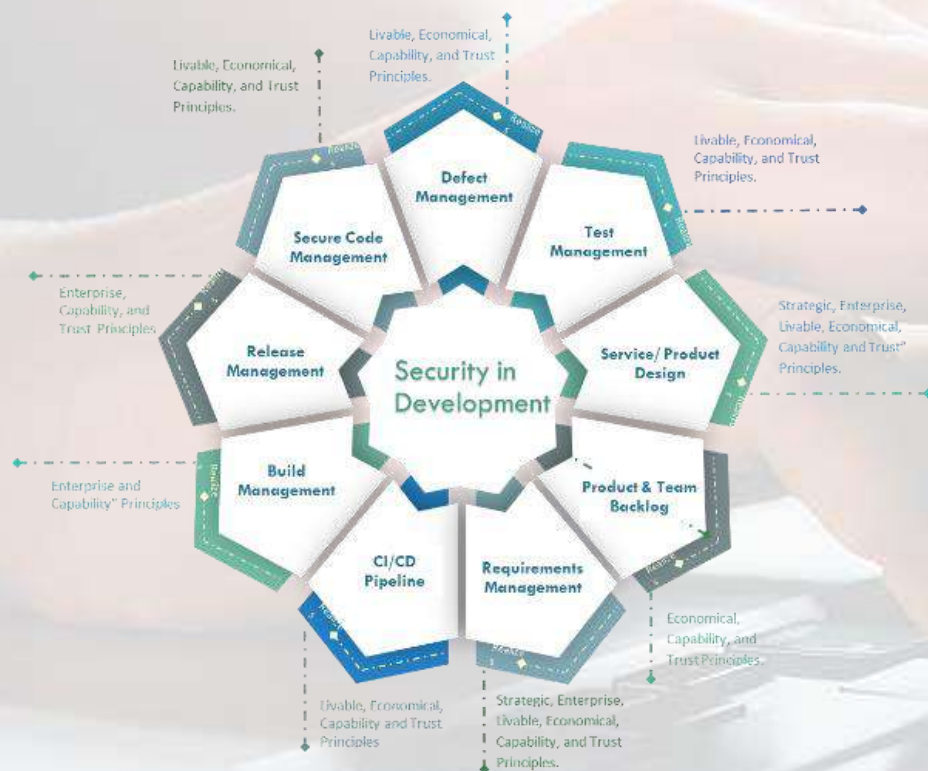 Livable, Economical,
Capability, and Trust
Principles.
Livable, Economical,
Capability, and Trust
Principles.
Livable, Economical,
Capability, and Trust
Principles.
Defect
Management
Secure Code
Management
Test
Management
Enterprise,
Capability, and
Trust Principles
Strategic, Enterprise,
Livable, Economical,
Capability and Trust"
Principles.
Release
Management
Service/ Product
Design
Security in
Development
Enterprise and
Capability" Principles
Build
Management
Product & Team
Backlog
CI/CD
Pipeline
Requirements
Management
Economical,
Capability, and
Trust Principles.
Livable, Economical,
Capability and Trust
Principles
Strategic, Enterprise,
Livable, Economical,
Capability, and Trust
Principles.